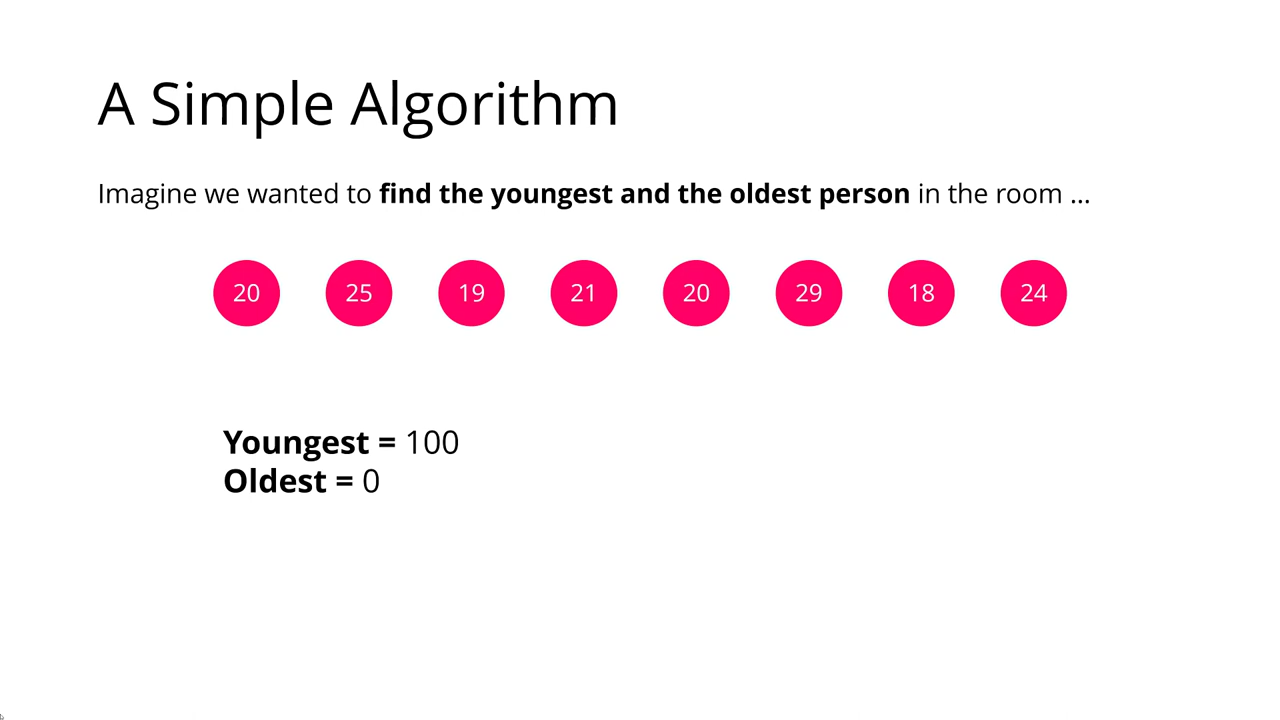 A Simple Algorithm
Imagine we wanted to find the youngest and the oldest person in the room ...
20 25 19 21 20 29 18 24
Youngest = 100
Oldest = 0